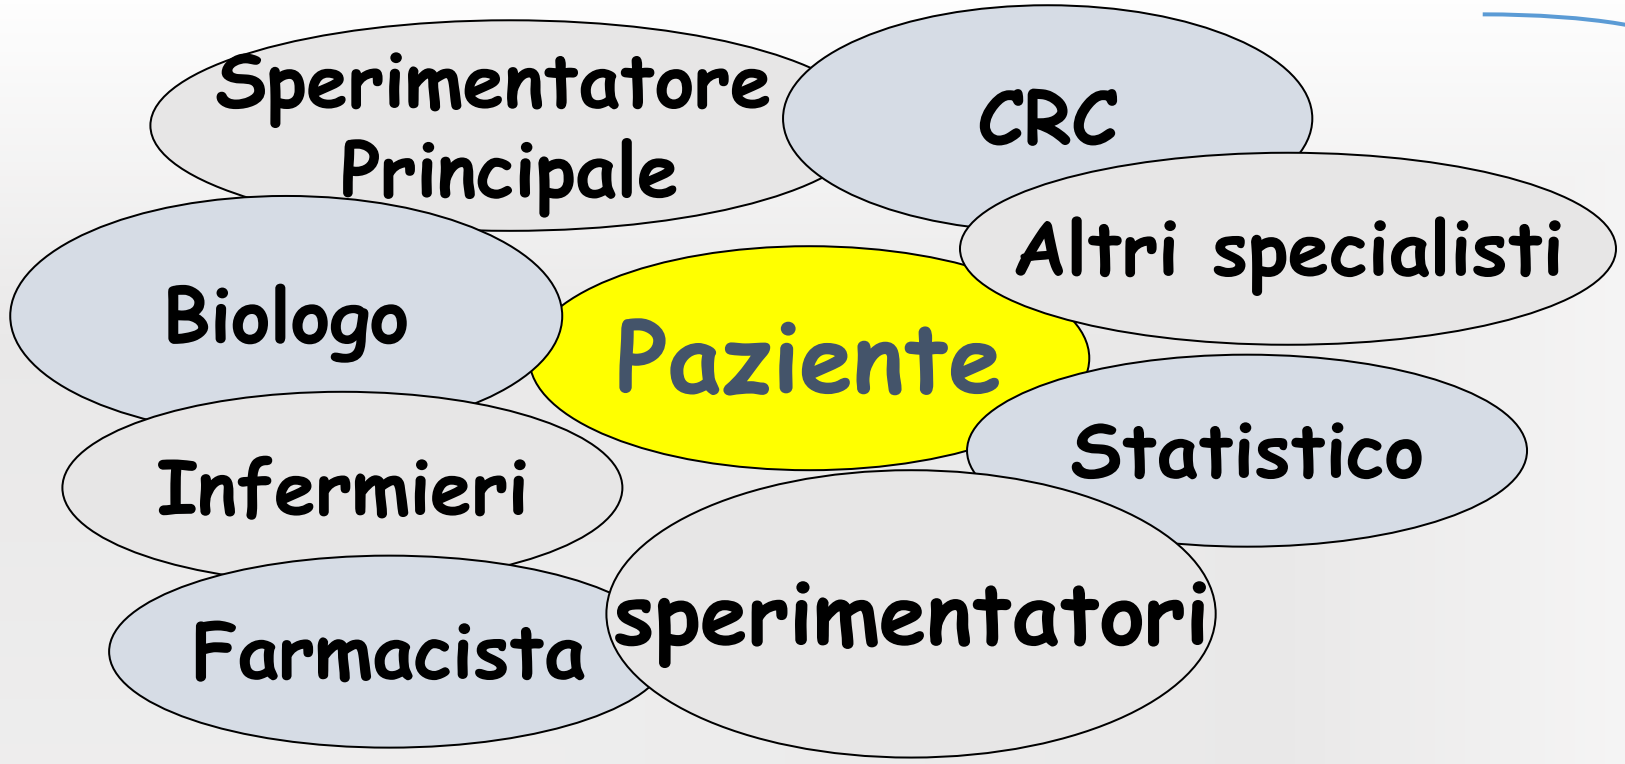 Sperimentatore
Principale
CRC
Altri specialisti
Biologo
Paziente
Statistico
Infermieri
sperimentatori
Farmacista